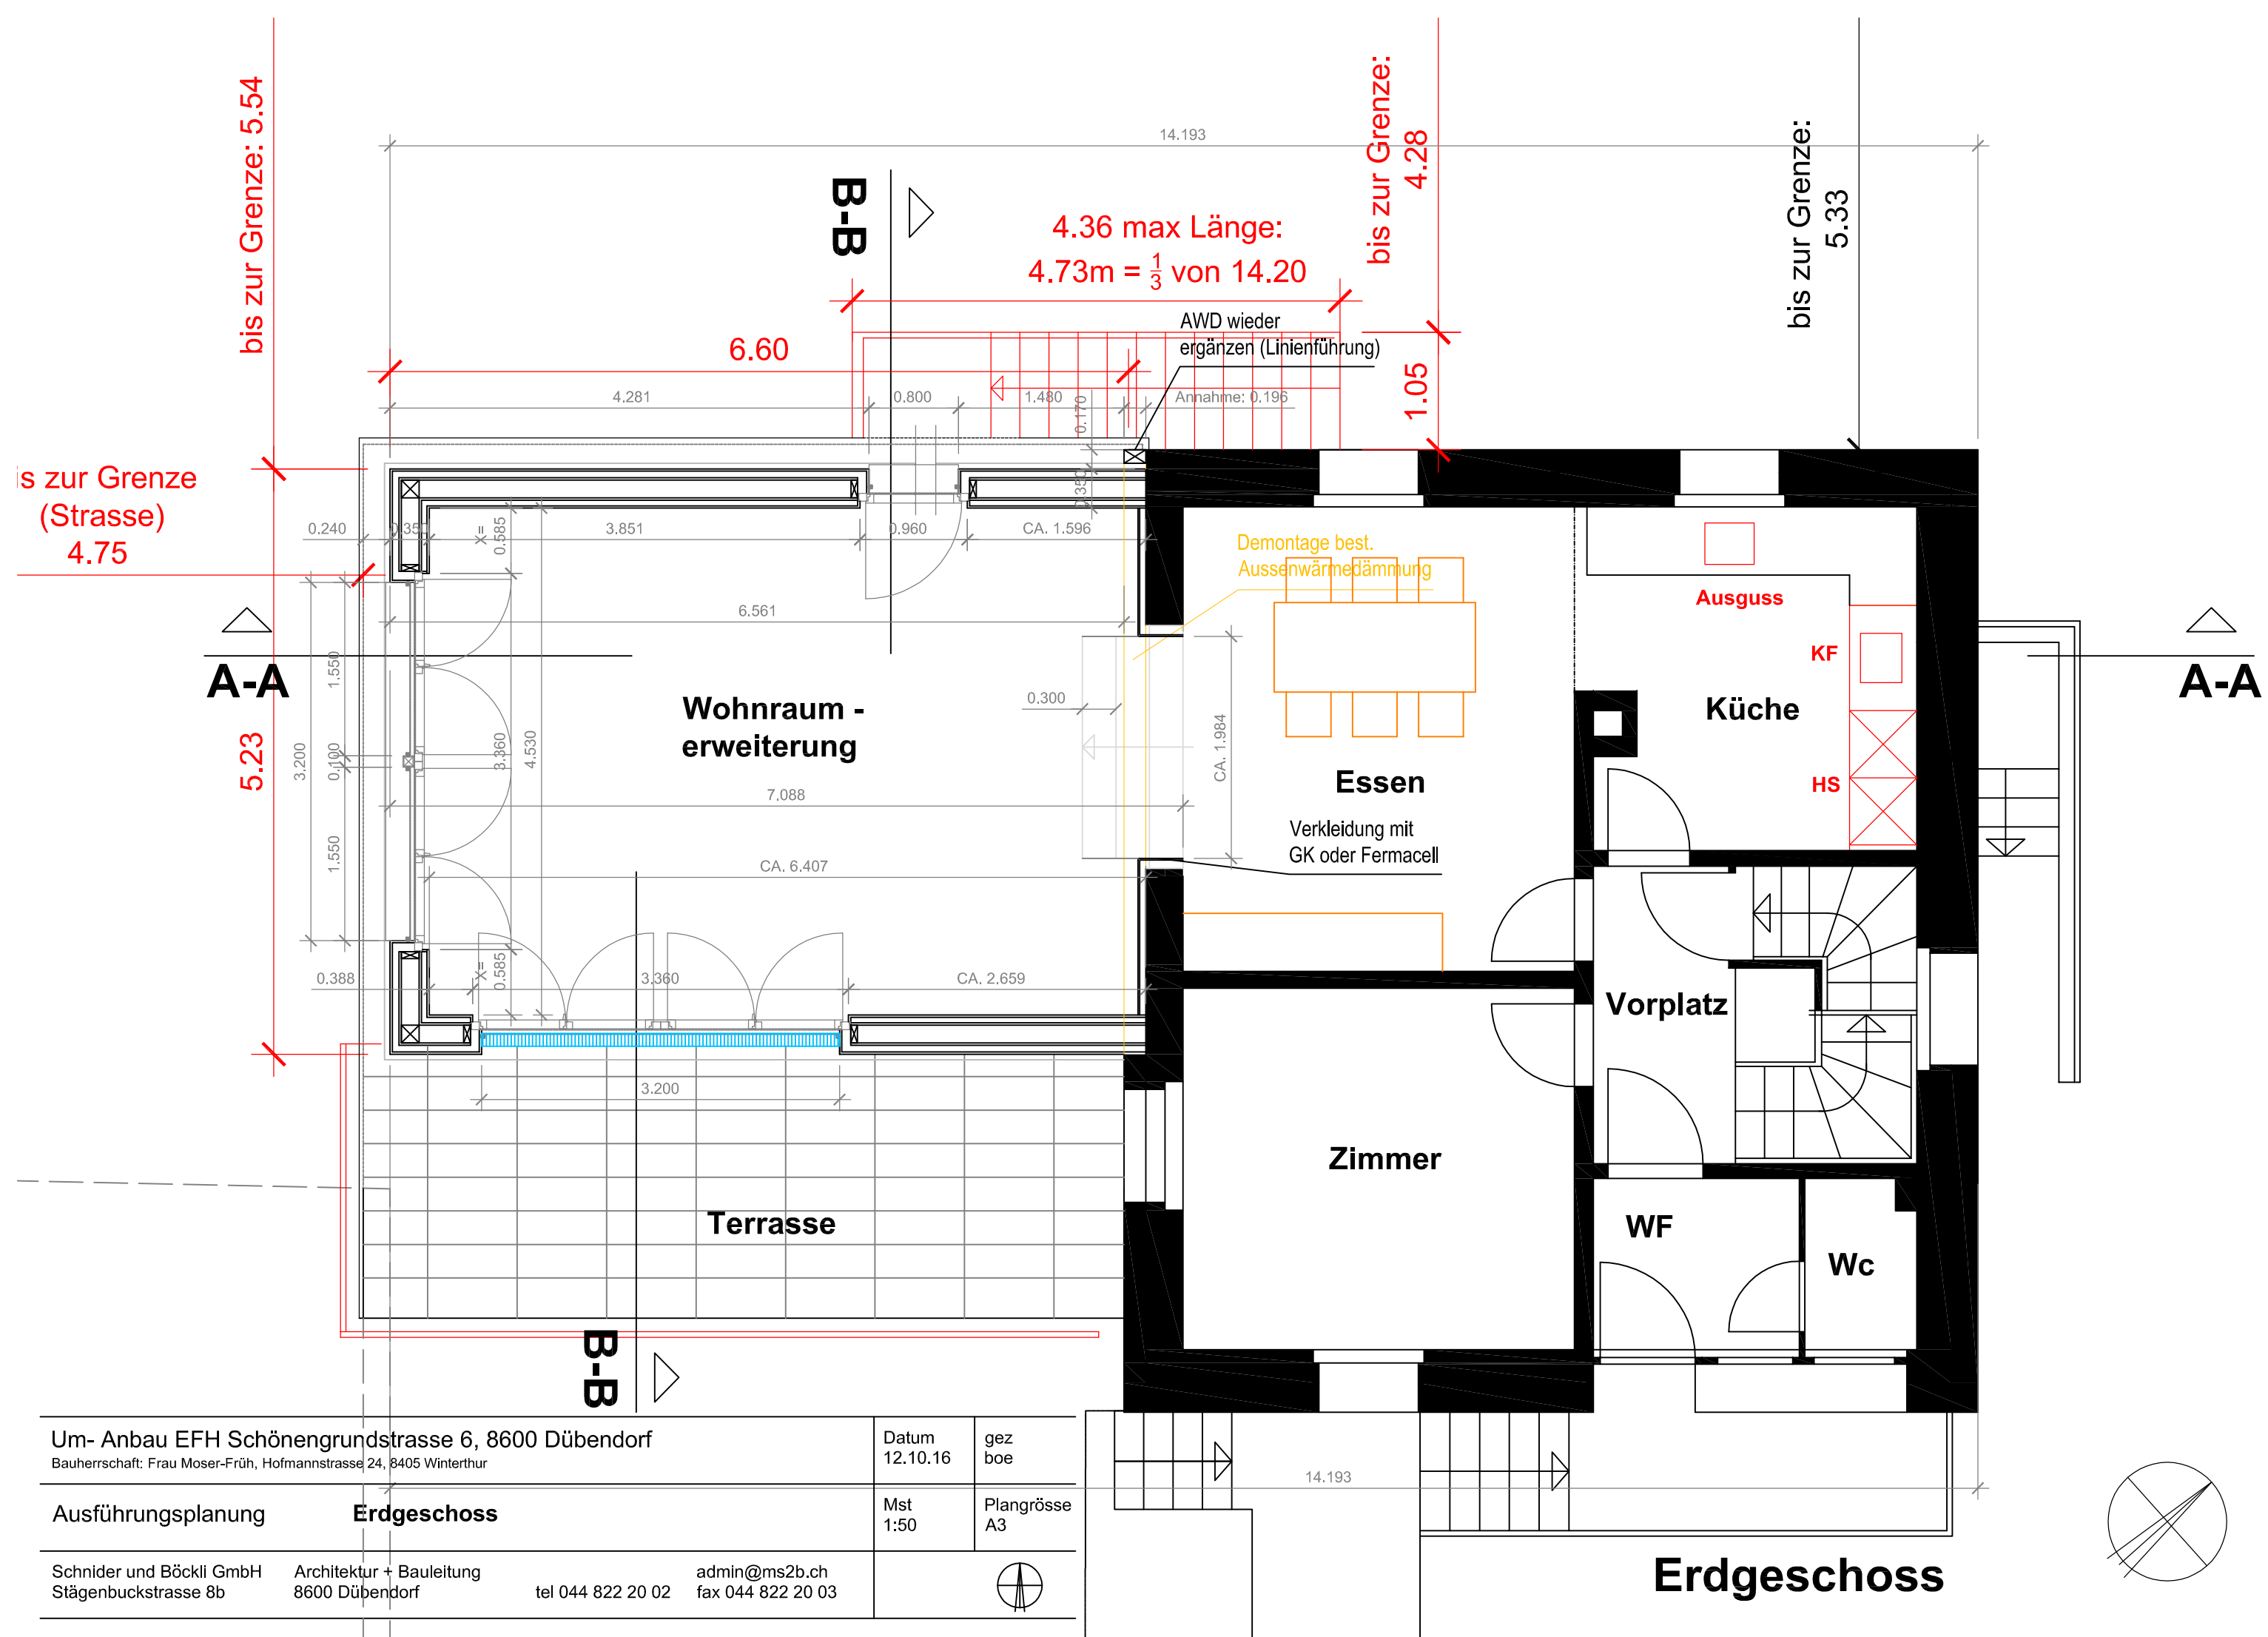 14.193
bis zur Grenze: 5.54
bis zur Grenze:
4.28
bis zur Grenze:
5.33
B-B
4.36 max Länge:
4.73m = 1/3 von 14.20
AWD wieder
ergänzen (Linienführung)
6.60
1.05
4.281
0.800
1.480
Annahme: 0.196
0.170
0.350
s zur Grenze
(Strasse)
4.75
0.240
X=
0.585
3.851
0.960
CA. 1.596
Demontage best.
Aussenwärmedämmung
Ausguss
6.561
A-A
KF
A-A
1.550
Wohnraum -
erweiterung
0.300
Küche
5.23
3.200
0.100
3.360
4.530
CA. 1.984
Essen
HS
7.088
Verkleidung mit
GK oder Fermacell
1.550
CA. 6.407
0.388
X=
0.585
3.360
CA. 2.659
Vorplatz
3.200
Zimmer
Terrasse
WF
Wc
B-B
Um- Anbau EFH Schönengrundstrasse 6, 8600 Dübendorf
Bauherrschaft: Frau Moser-Früh, Hofmannstrasse 24, 8405 Winterthur
Datum
12.10.16
gez
boe
14.193
Ausführungsplanung Erdgeschoss
Mst
1:50
Plangrösse
A3
Schnider und Böckli GmbH Architektur + Bauleitung admin@ms2b.ch
Stägenbuckstrasse 8b 8600 Dübendorf tel 044 822 20 02 fax 044 822 20 03
Erdgeschoss